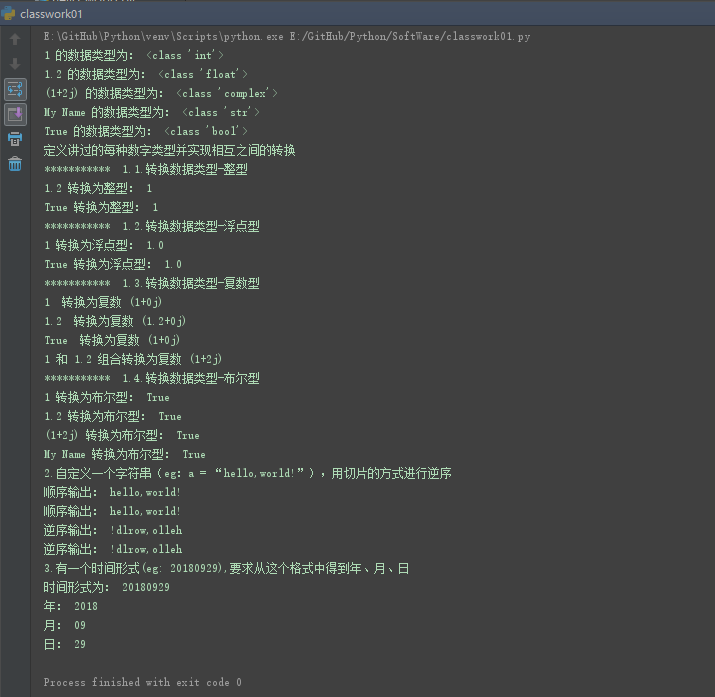 classwork01
E:\GitHub\Python\venv\Scripts\python.exe E:/GitHub/Python/SoftWare/classwork01.py
1 的数据类型为: <class 'int'>
1.2 的数据类型为: <class 'float'>
(1+2j) 的数据类型为: <class 'complex'>
My Name 的数据类型为: <class 'str'>
True 的数据类型为: <class 'bool'>
定义讲过的每种数字类型并实现相互之间的转换
*********** 1.1.转换数据类型-整型
1.2 转换为整型: 1
True 转换为整型: 1
*********** 1.2.转换数据类型-浮点型
1 转换为浮点型: 1.0
True 转换为浮点型: 1.0
*********** 1.3.转换数据类型-复数型
1 转换为复数 (1+0j)
1.2 转换为复数 (1.2+0j)
True 转换为复数 (1+0j)
1 和 1.2 组合转换为复数 (1+2j)
*********** 1.4.转换数据类型-布尔型
1 转换为布尔型: True
1.2 转换为布尔型: True
(1+2j) 转换为布尔型: True
My Name 转换为布尔型: True
2.自定义一个字符串（eg：a = “hello,world!”）, 用切片的方式进行逆序
顺序输出: hello,world!
顺序输出: hello,world!
逆序输出: !dlrow,olleh
逆序输出: !dlrow,olleh
3.有一个时间形式(eg: 20180929),要求从这个格式中得到年、月、日
时间形式为: 20180929
年: 2018
月: 09
日: 29
Process finished with exit code 0